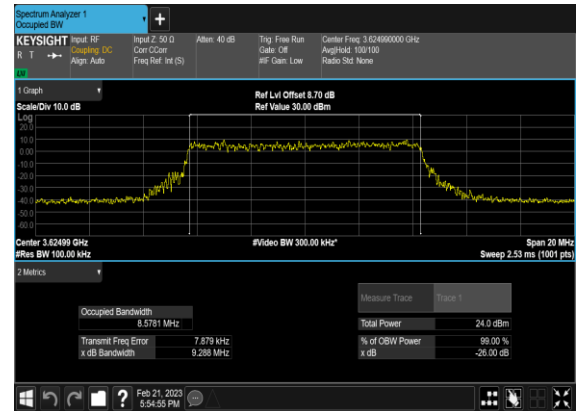 Spectrum Analyzer 1
Occupied BW
KEYSIGHT
R T
Input: RF
Coupling: DC
Align: Auto
Input Z: 50 Ω
Corr CCorr
Freq Ref: Int (S)
Atten: 40 dB
Trig: Free Run
Gate: Off
#IF Gain: Low
Center Freq: 3.624990000 GHz
Avg|Hold: 100/100
Radio Std: None
1 Graph
Scale/Div 10.0 dB
Ref Lvl Offset 8.70 dB
Ref Value 30.00 dBm
Log
20.0
10.0
0.00
-10.0
-20.0
-30.0
-40.0
-50.0
-60.0
Center 3.62499 GHz
#Res BW 100.00 kHz
#Video BW 300.00 kHz*
Span 20 MHz
Sweep 2.53 ms (1001 pts)
2 Metrics
Measure Trace Trace 1
Occupied Bandwidth
8.5781 MHz
Total Power 24.0 dBm
Transmit Freq Error 7.879 kHz
% of OBW Power 99.00 %
x dB Bandwidth 9.288 MHz
x dB -26.00 dB
Feb 21, 2023
5:54:55 PM